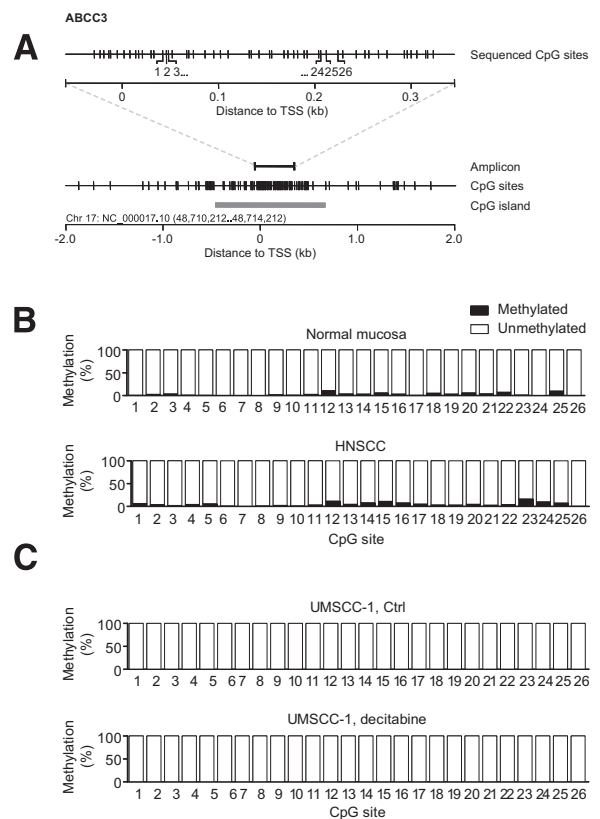 ABCC3
A
Sequenced CpG sites
1 2 3... ... 242526
0 0.1 0.2 0.3
Distance to TSS (kb)
Amplicon
CpG sites
CpG island
Chr 17: NC_000017.10 (48,710,212..48,714,212)
-2.0 -1.0 0 1.0 2.0
Distance to TSS (kb)
B
Methylated
Unmethylated
Normal mucosa
Methylation
(%)
100
50
0
1 2 3 4 5 6 7 8 9 10 11 12 13 14 15 16 17 18 19 20 21 22 23 24 25 26
HNSCC
Methylation
(%)
100
50
0
1 2 3 4 5 6 7 8 9 10 11 12 13 14 15 16 17 18 19 20 21 22 23 24 25 26
CpG site
C
UMSCC-1, Ctrl
Methylation
(%)
100
50
0
1 2 3 4 5 6 7 8 9 10 11 12 13 14 15 16 17 18 19 20 21 22 23 24 25 26
UMSCC-1, decitabine
Methylation
(%)
100
50
0
1 2 3 4 5 6 7 8 9 10 11 12 13 14 15 16 17 18 19 20 21 22 23 24 25 26
CpG site